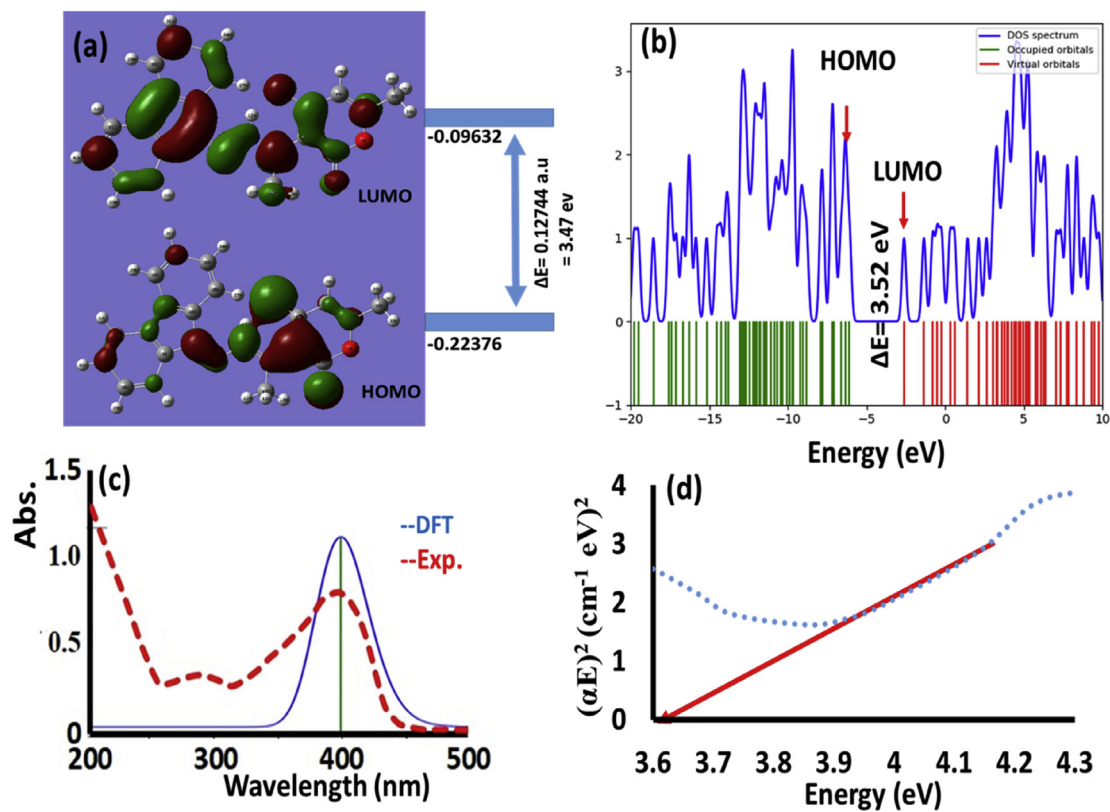 (a)
-0.09632
LUMO
ΔE= 0.12744 a.u
= 3.47 ev
-0.22376
HOMO
(b)
DOS spectrum
Occupied orbitals
Virtual orbitals
HOMO
LUMO
ΔE= 3.52 eV
3
2
1
0
−1
−20
−15
−10
−5
0
5
10
Energy (eV)
(c)
Abs.
1.5
1.0
0.5
0
--DFT
--Exp.
200
300
400
500
Wavelength (nm)
(d)
(αE)² (cm⁻¹ eV)²
4
3
2
1
0
3.6
3.7
3.8
3.9
4
4.1
4.2
4.3
Energy (eV)